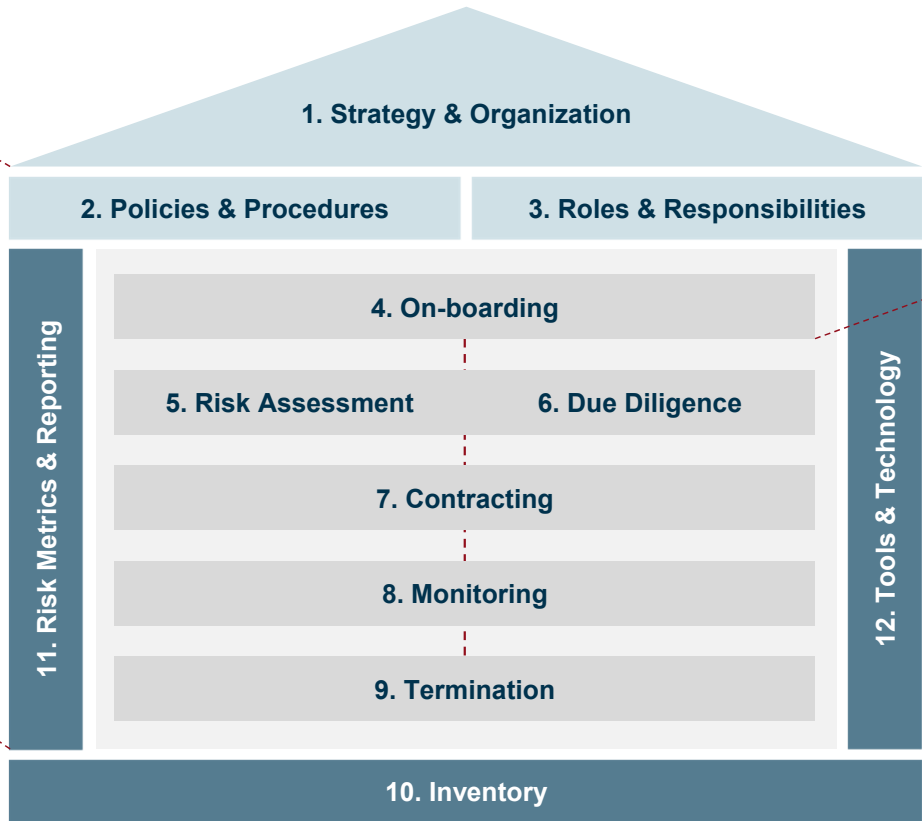 1. Strategy & Organization
2. Policies & Procedures
3. Roles & Responsibilities
4. On-boarding
5. Risk Assessment
6. Due Diligence
7. Contracting
8. Monitoring
9. Termination
11. Risk Metrics & Reporting
12. Tools & Technology
10. Inventory